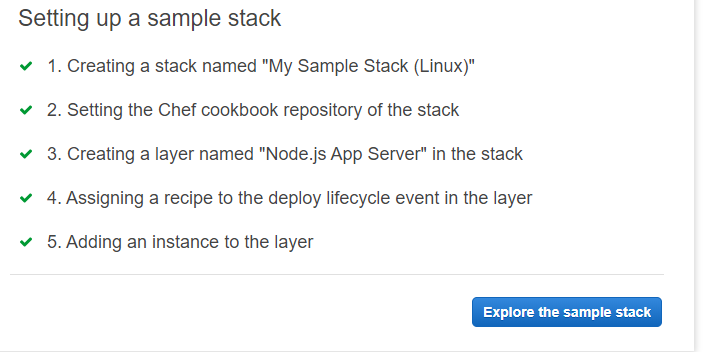 Setting up a sample stack
1. Creating a stack named "My Sample Stack (Linux)"
2. Setting the Chef cookbook repository of the stack
3. Creating a layer named "Node.js App Server" in the stack
4. Assigning a recipe to the deploy lifecycle event in the layer
5. Adding an instance to the layer
Explore the sample stack